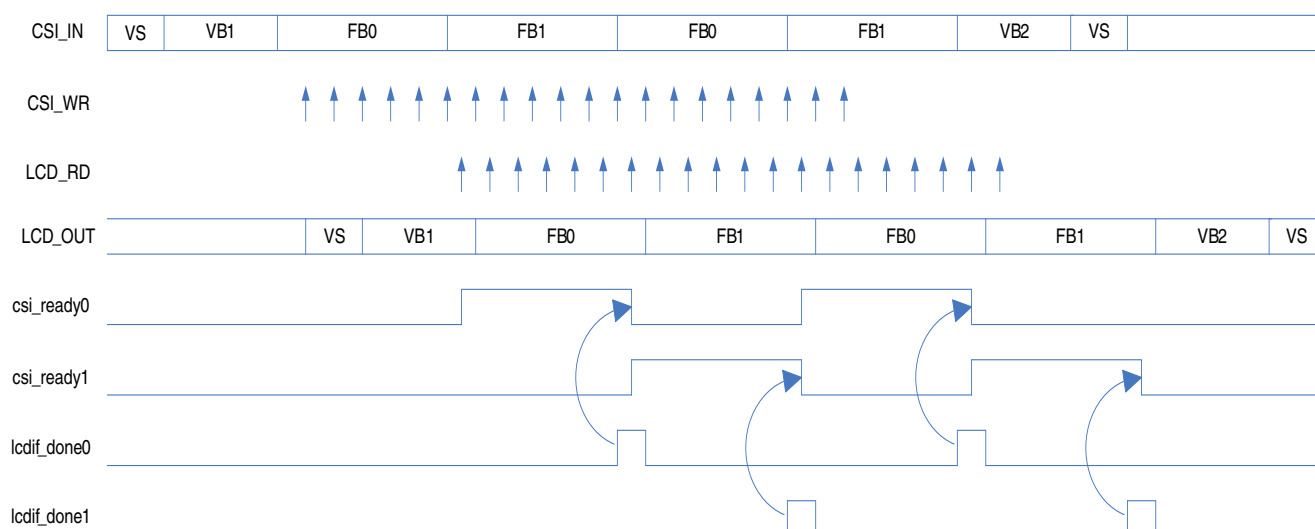 CSI_IN VS VB1 FB0 FB1 FB0 FB1 VB2 VS
CSI_WR
LCD_RD
LCD_OUT VS VB1 FB0 FB1 FB0 FB1 VB2 VS
csi_ready0
csi_ready1
lcdif_done0
lcdif_done1